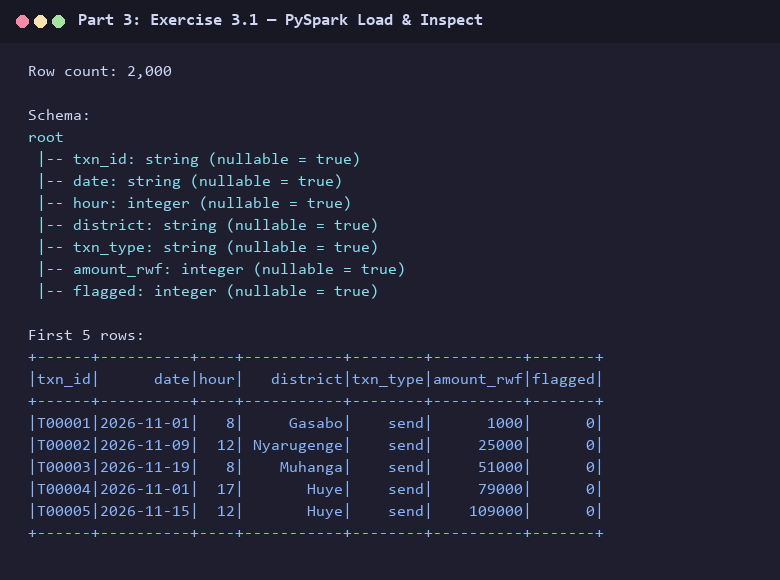 Part 3: Exercise 3.1 — PySpark Load & Inspect
Row count: 2,000
Schema:
root
 |-- txn_id: string (nullable = true)
 |-- date: string (nullable = true)
 |-- hour: integer (nullable = true)
 |-- district: string (nullable = true)
 |-- txn_type: string (nullable = true)
 |-- amount_rwf: integer (nullable = true)
 |-- flagged: integer (nullable = true)
First 5 rows:
+------+----------+----+-----------+--------+----------+-------+
|txn_id|      date|hour|   district|txn_type|amount_rwf|flagged|
+------+----------+----+-----------+--------+----------+-------+
|T00001|2026-11-01|   8|     Gasabo|    send|      1000|      0|
|T00002|2026-11-09|  12| Nyarugenge|    send|     25000|      0|
|T00003|2026-11-19|   8|    Muhanga|    send|     51000|      0|
|T00004|2026-11-01|  17|       Huye|    send|     79000|      0|
|T00005|2026-11-15|  12|       Huye|    send|    109000|      0|
+------+----------+----+-----------+--------+----------+-------+